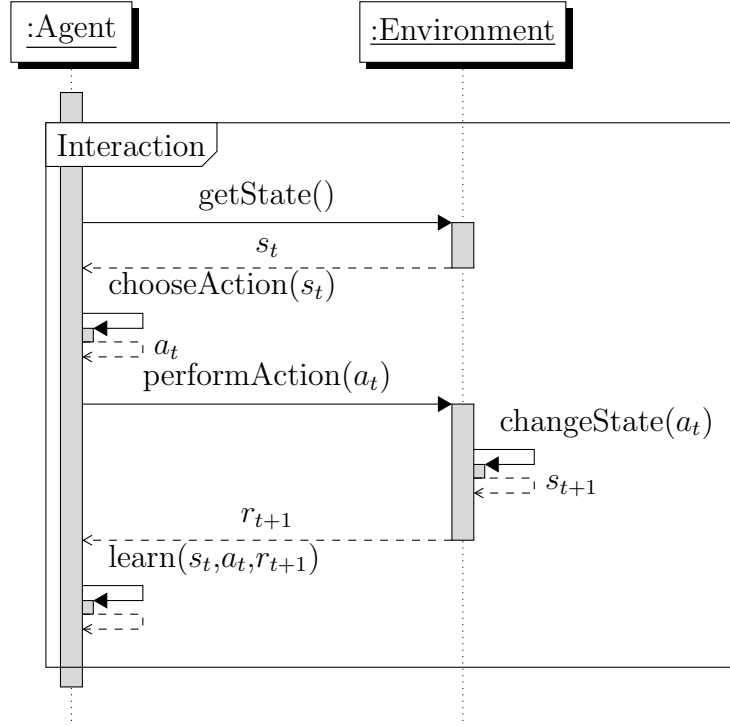 :Agent
:Environment
Interaction
getState()
s_t
chooseAction(s_t)
a_t
performAction(a_t)
changeState(a_t)
s_{t+1}
r_{t+1}
learn(s_t,a_t,r_{t+1})